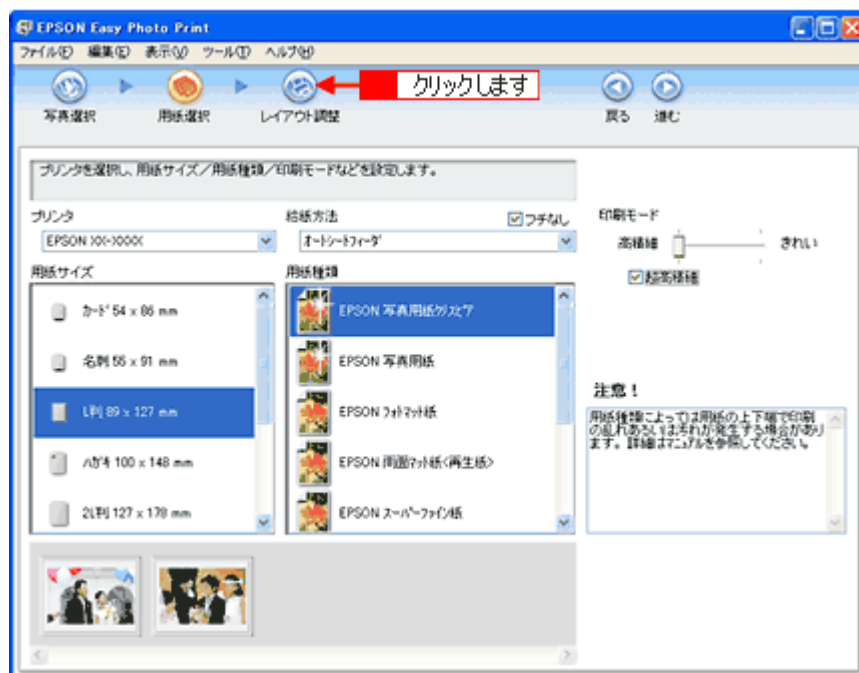 EPSON Easy Photo Print
ファイル(F) 編集(E) 表示(V) ツール(T) ヘルプ(H)
クリックします
写真選択 用紙選択 レイアウト調整 戻る 進む
プリンタを選択し、用紙サイズ/用紙種類/印刷モードなどを設定します。
プリンタ 給紙方法 フチなし 印刷モード
EPSON XX-XXXX オートシートフィーダ 高精細 きれい
用紙サイズ 用紙種類 超高精細
カード 54 x 86 mm EPSON 写真用紙クリスピア
名刺 55 x 91 mm EPSON 写真用紙
L判 89 x 127 mm EPSON フォトマット紙
ハガキ 100 x 148 mm EPSON 両面マット紙<再生紙>
2L判 127 x 178 mm EPSON スーパーファイン紙
注意!
用紙種類によっては用紙の上下端で印刷
の乱れあるいは汚れが発生する場合があり
ます。詳細はマニュアルを参照してください。